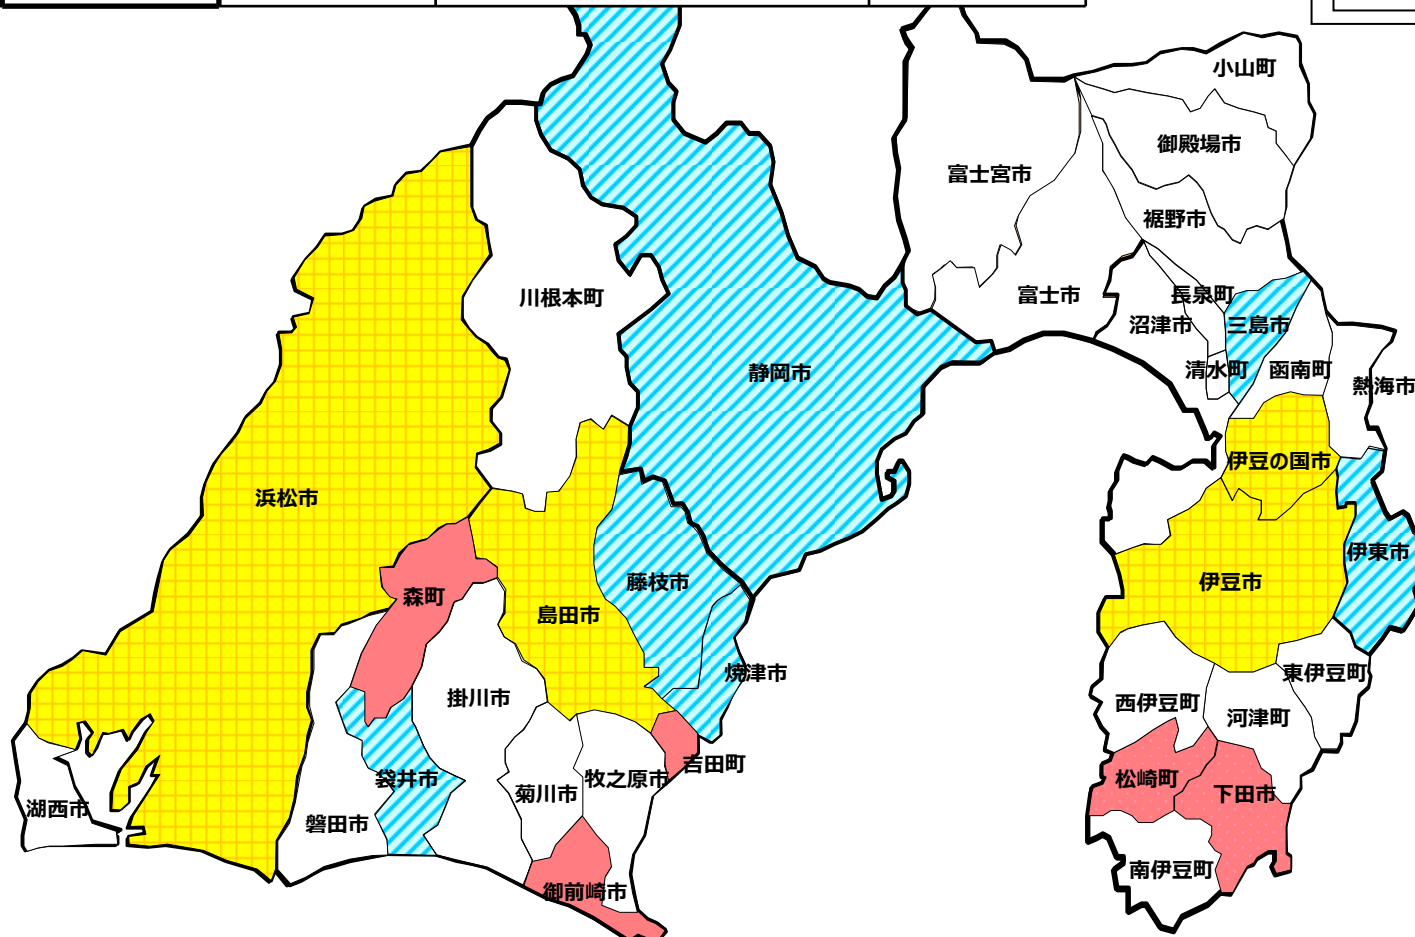 小山町
御殿場市
富士宮市
裾野市
川根本町
富士市
長泉町
沼津市
三島市
静岡市
清水町
函南町
熱海市
伊豆の国市
浜松市
伊東市
藤枝市
伊豆市
森町
島田市
焼津市
東伊豆町
掛川市
西伊豆町
河津町
吉田町
袋井市
牧之原市
松崎町
菊川市
下田市
湖西市
磐田市
南伊豆町
御前崎市